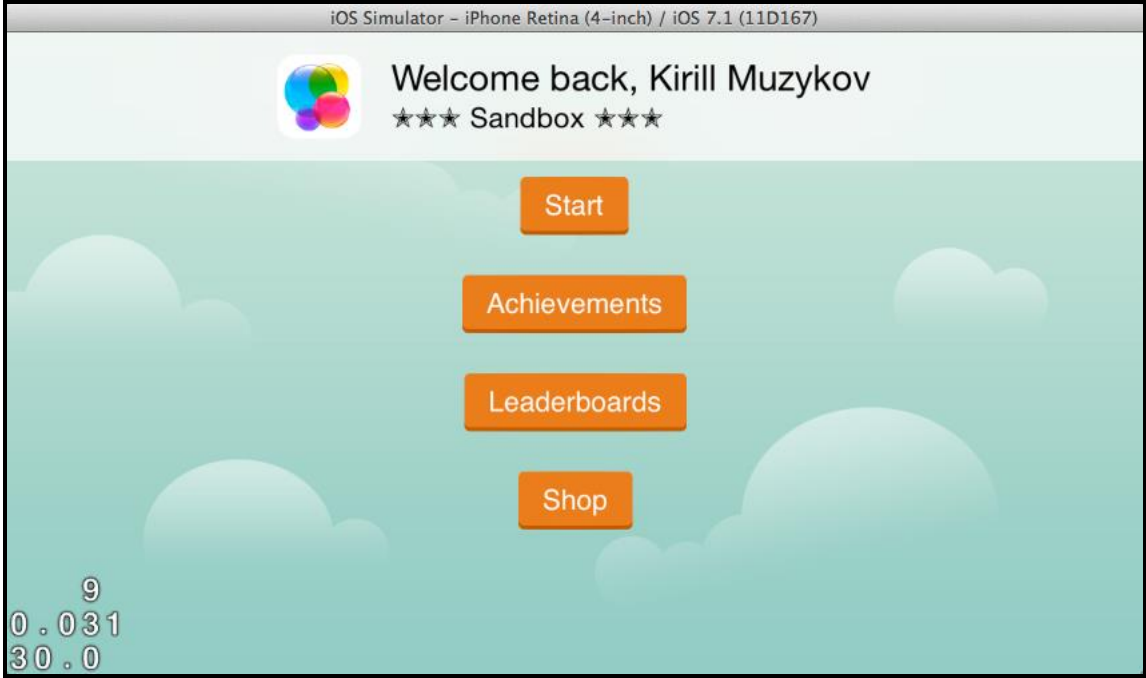 iOS Simulator – iPhone Retina (4–inch) / iOS 7.1 (11D167)
Welcome back, Kirill Muzykov
✭✭✭ Sandbox ✭✭✭
Start
Achievements
Leaderboards
Shop
9
0.031
30.0